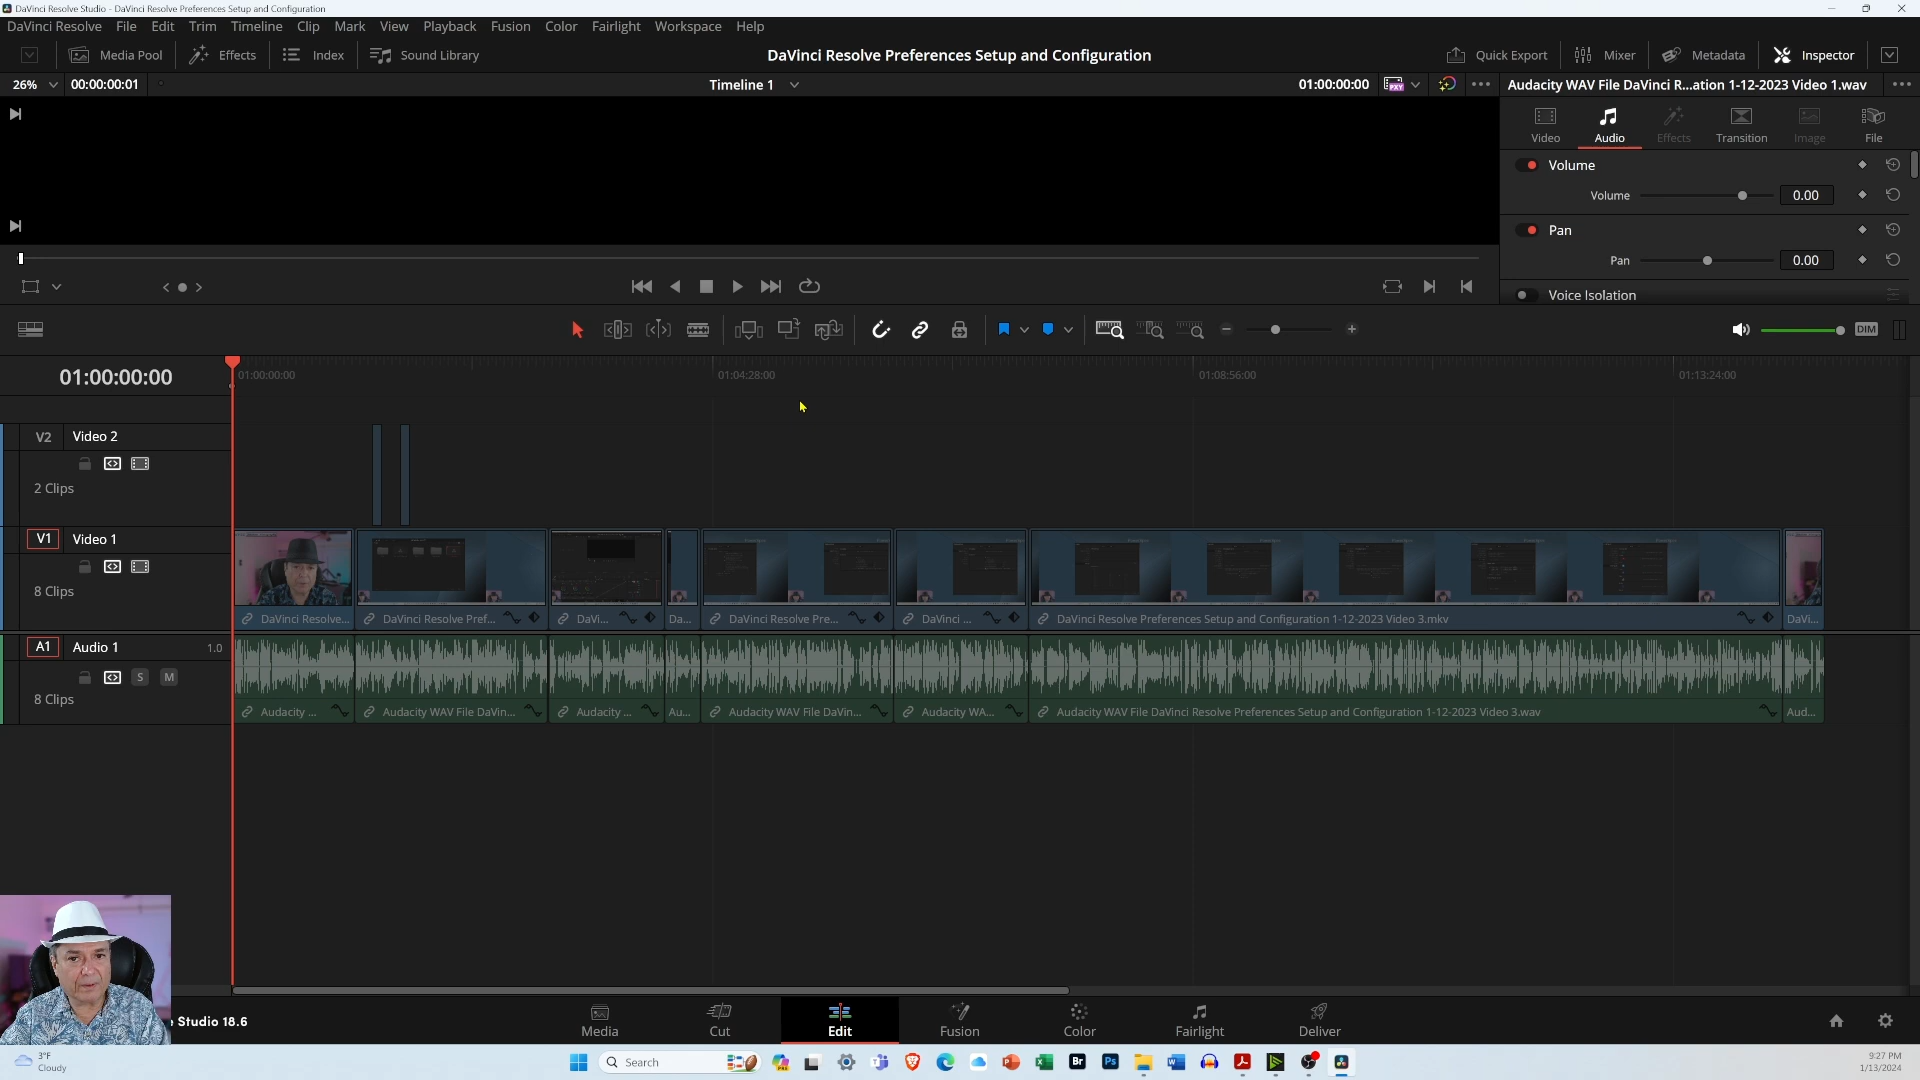 DaVinci Resolve Studio - DaVinci Resolve Preferences Setup and Configuration
DaVinci Resolve File Edit Trim Timeline Clip Mark View Playback Fusion Color Fairlight Workspace Help
Media Pool Effects Index Sound Library DaVinci Resolve Preferences Setup and Configuration Quick Export Mixer Metadata Inspector
26% 00:00:00:01 Timeline 1 01:00:00:00 PXY Audacity WAV File DaVinci R...ation 1-12-2023 Video 1.wav
Video Audio Effects Transition Image File
Volume
Volume 0.00
Pan
Pan 0.00
Voice Isolation
DIM
01:00:00:00 01:00:00:00 01:04:28:00 01:08:56:00 01:13:24:00
V2 Video 2
2 Clips
V1 Video 1
8 Clips
DaVinci Resolve... DaVinci Resolve Pref... DaVi... Da... DaVinci Resolve Pre... DaVinci ... DaVinci Resolve Preferences Setup and Configuration 1-12-2023 Video 3.mkv DaVi...
A1 Audio 1 1.0
S M
8 Clips
Audacity ... Audacity WAV File DaVin... Audacity ... Au... Audacity WAV File DaVin... Audacity WA... Audacity WAV File DaVinci Resolve Preferences Setup and Configuration 1-12-2023 Video 3.wav Aud...
Studio 18.6
Media Cut Edit Fusion Color Fairlight Deliver
3°F
Cloudy
Search
Br Ps
9:27 PM
1/13/2024